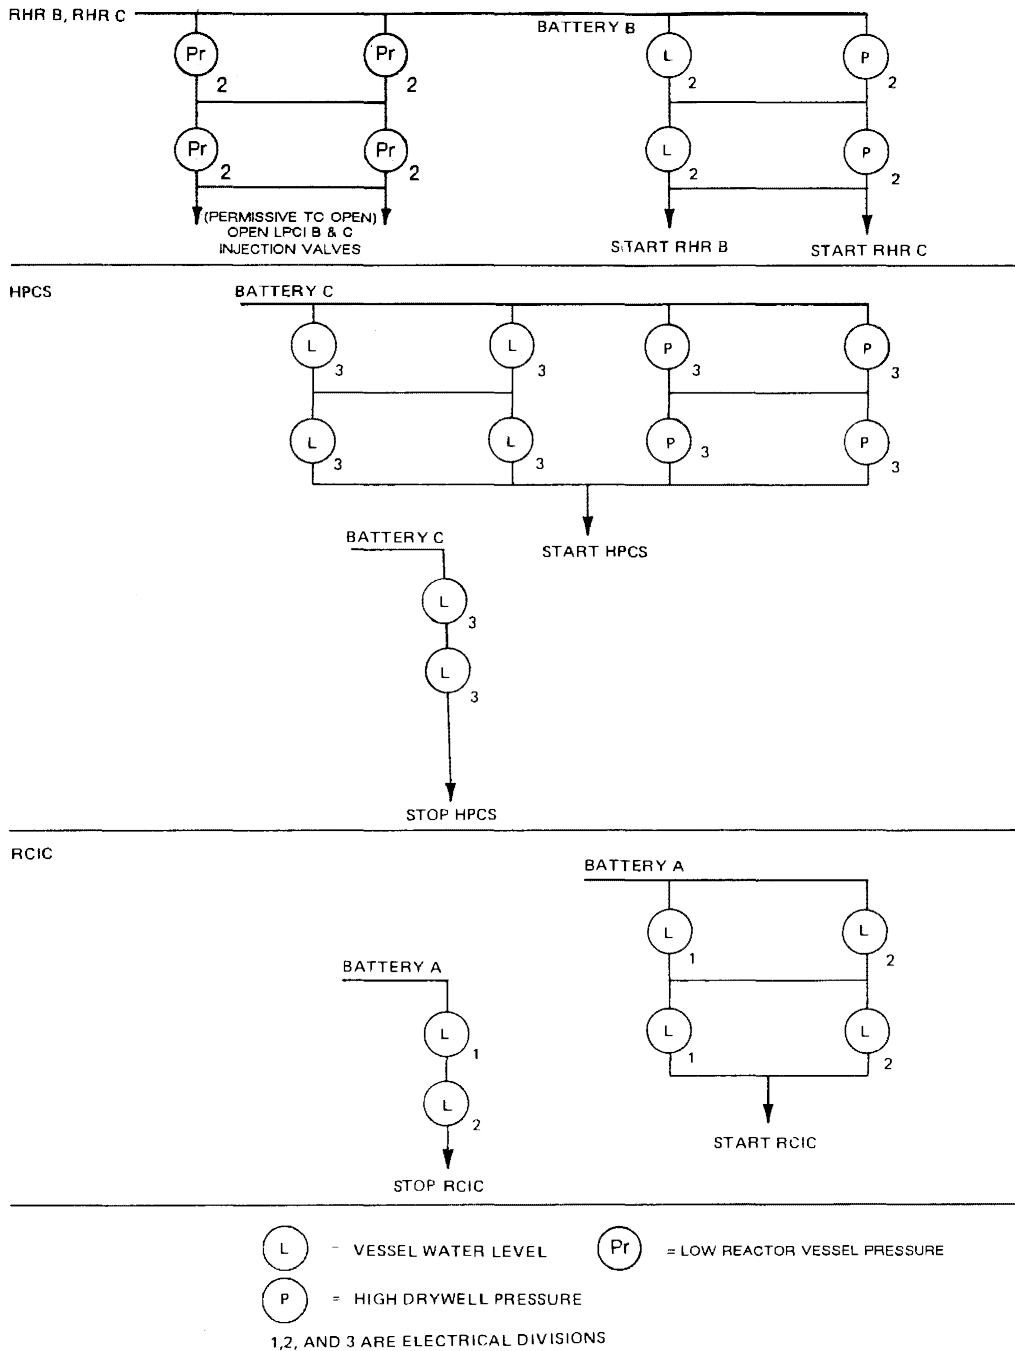 RHR B, RHR C
BATTERY B
Pr 2 Pr 2 L 2 P 2
Pr 2 Pr 2 L 2 P 2
(PERMISSIVE TO OPEN)
OPEN LPCI B & C
INJECTION VALVES
START RHR B
START RHR C
HPCS
BATTERY C
L 3 L 3 P 3 P 3
L 3 L 3 P 3 P 3
START HPCS
BATTERY C
L 3
L 3
STOP HPCS
RCIC
BATTERY A
L 1 L 2
L 1 L 2
START RCIC
BATTERY A
L 1
L 2
STOP RCIC
L = VESSEL WATER LEVEL
Pr = LOW REACTOR VESSEL PRESSURE
P = HIGH DRYWELL PRESSURE
1,2, AND 3 ARE ELECTRICAL DIVISIONS